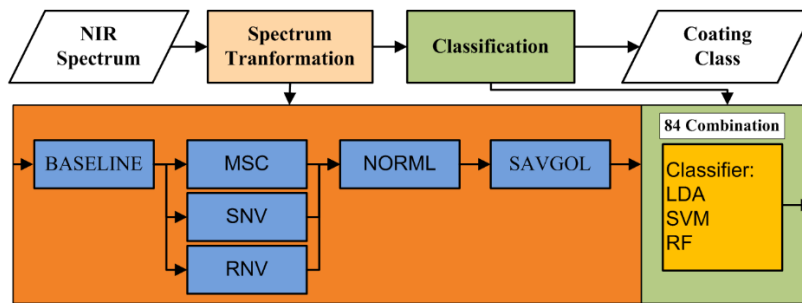 NIR
Spectrum
Spectrum
Tranformation
Classification
Coating
Class
BASELINE
MSC
SNV
RNV
NORML
SAVGOL
84 Combination
Classifier:
LDA
SVM
RF